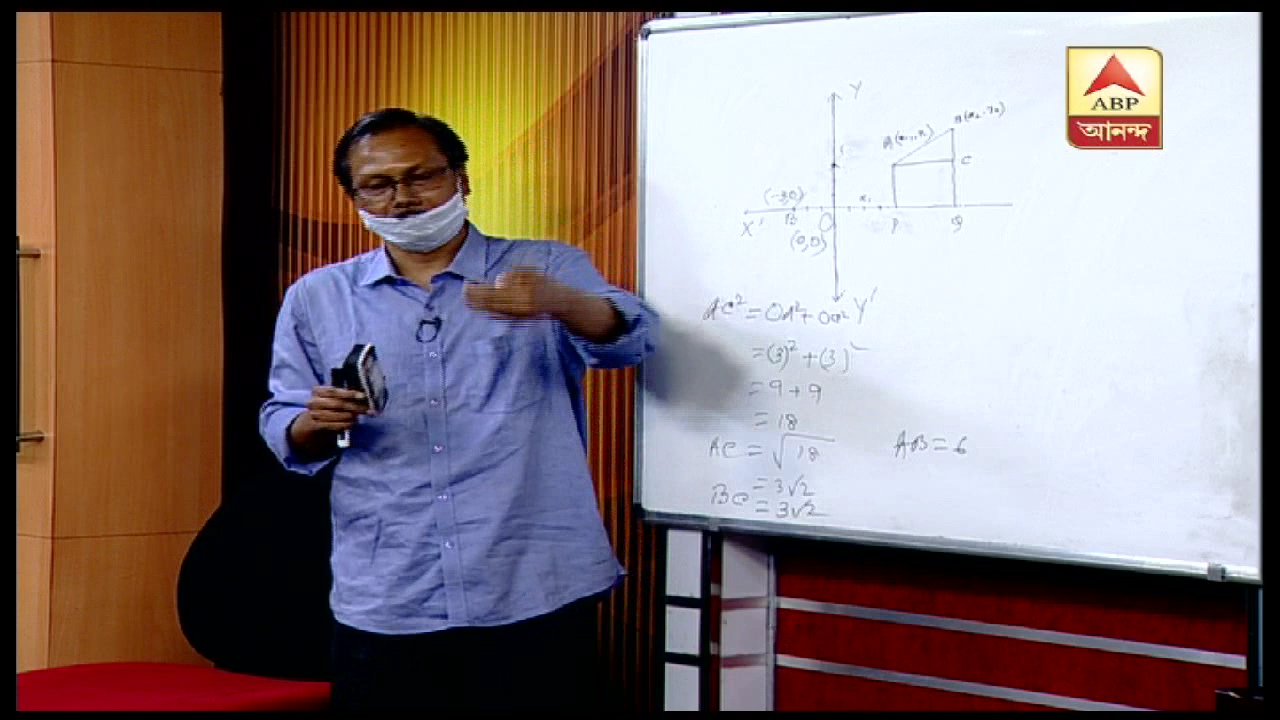 ABP
আনন্দ
Y
A (x₁, y₁)
B (x₂, y₂)
C
(-3,0)
x₁
X'
B
O
P
Q
(0,0)
Y'
AC² = OA² + OC²
= (3)² + (3)²
= 9 + 9
= 18
AC = √18
AB = 6
= 3√2
BC = 3√2